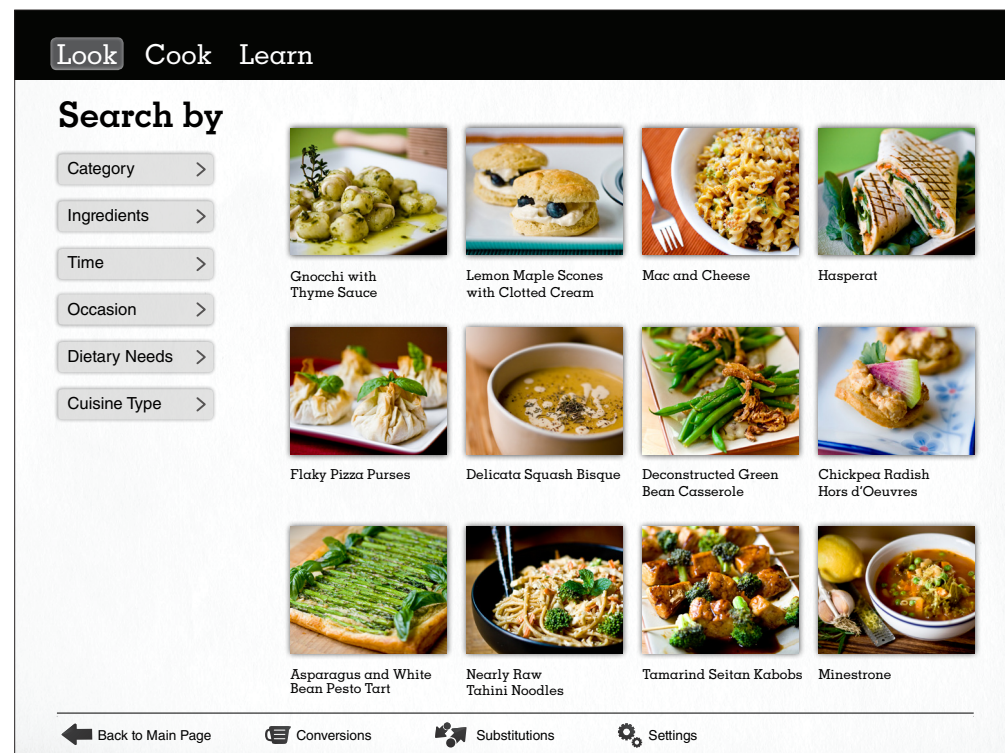 Look Cook Learn
Search by
Category
Ingredients
Time
Occasion
Dietary Needs
Cuisine Type
Gnocchi with
Thyme Sauce
Lemon Maple Scones
with Clotted Cream
Mac and Cheese
Hasperat
Flaky Pizza Purses
Delicata Squash Bisque
Deconstructed Green
Bean Casserole
Chickpea Radish
Hors d'Oeuvres
Asparagus and White
Bean Pesto Tart
Nearly Raw
Tahini Noodles
Tamarind Seitan Kabobs
Minestrone
Back to Main Page Conversions Substitutions Settings